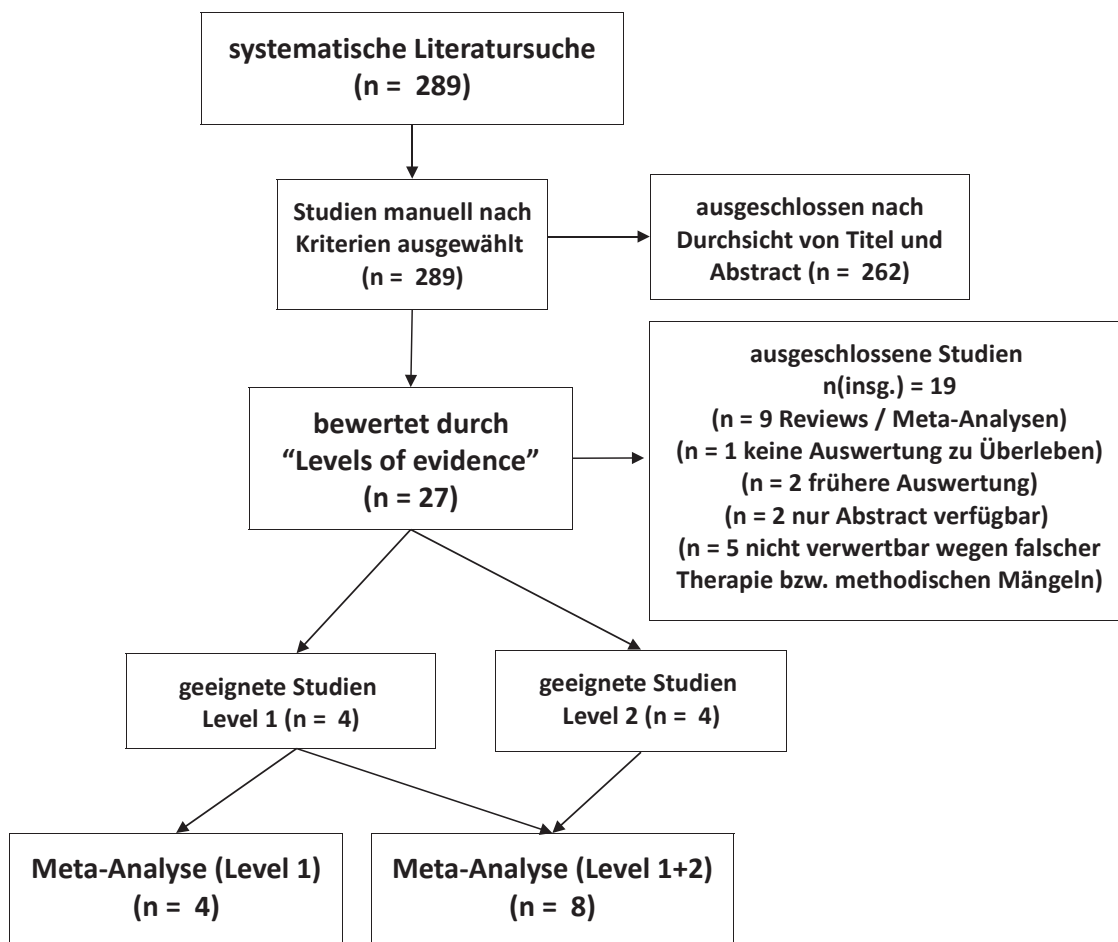 systematische Literatursuche
(n =  289)
Studien manuell nach
Kriterien ausgewählt
(n =  289)
ausgeschlossen nach
Durchsicht von Titel und
Abstract (n =  262)
ausgeschlossene Studien
n(insg.) = 19
(n = 9 Reviews / Meta-Analysen)
(n = 1 keine Auswertung zu Überleben)
(n = 2 frühere Auswertung)
(n = 2 nur Abstract verfügbar)
(n = 5 nicht verwertbar wegen falscher
Therapie bzw. methodischen Mängeln)
bewertet durch
“Levels of evidence”
(n = 27)
geeignete Studien
Level 1 (n =  4)
geeignete Studien
Level 2 (n =  4)
Meta-Analyse (Level 1)
(n =  4)
Meta-Analyse (Level 1+2)
(n =  8)